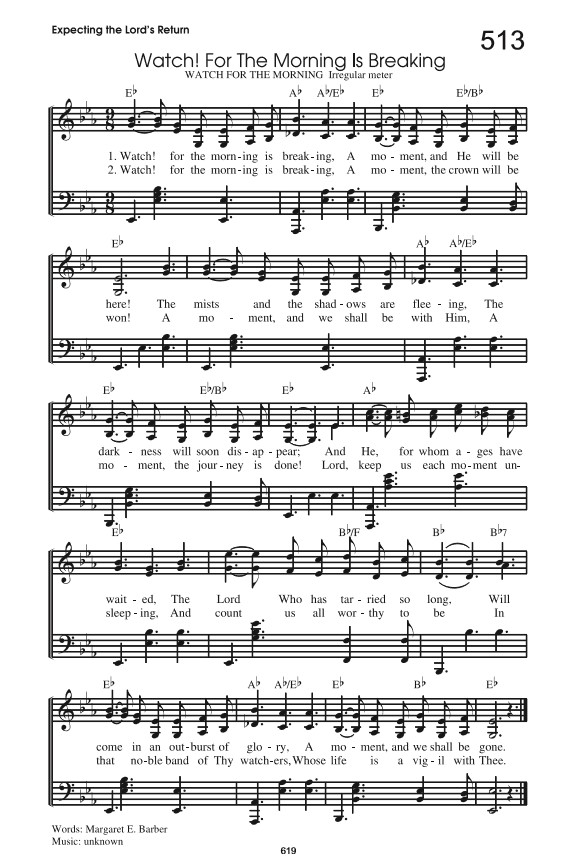 Expecting the Lord's Return
513
Watch! For The Morning Is Breaking
WATCH FOR THE MORNING Irregular meter
E♭ A♭ A♭/E♭ E♭ E♭/B♭
9 8
1. Watch! for the morn-ing is break-ing, A mo-ment, and He will be
2. Watch! for the morn-ing is break-ing, A mo-ment, the crown will be
E♭ A♭ A♭/E♭
here! The mists and the shad-ows are flee-ing, The
won! A mo-ment, and we shall be with Him, A
E♭ E♭/B♭ E♭ A♭
dark-ness will soon dis-ap-pear; And He, for whom a-ges have
mo-ment, the jour-ney is done! Lord, keep us each mo-ment un-
E♭ B♭/F B♭ B♭7
wait-ed, The Lord Who has tar-ried so long, Will
sleep-ing, And count us all wor-thy to be In
E♭ A♭ A♭/E♭ E♭ B♭ E♭
come in an out-burst of glo-ry, A mo-ment, and we shall be gone.
that no-ble band of Thy watch-ers, Whose life is a vig-il with Thee.
Words: Margaret E. Barber
Music: unknown
619